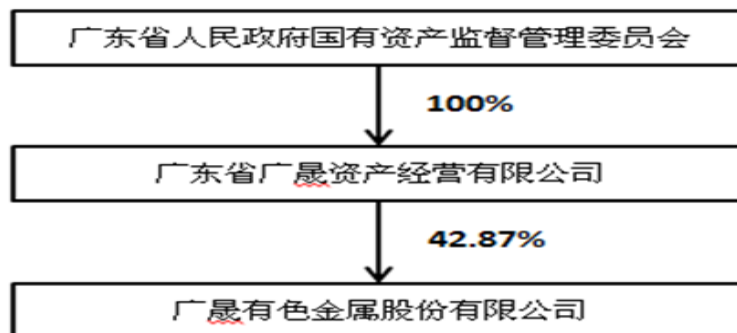 广东省人民政府国有资产监督管理委员会
100%
广东省广晟资产经营有限公司
42.87%
广晟有色金属股份有限公司